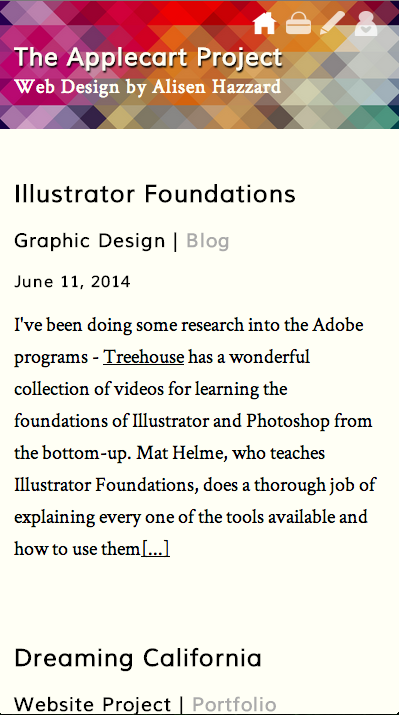 The Applecart Project
Web Design by Alisen Hazzard
Illustrator Foundations
Graphic Design | Blog
June 11, 2014
I've been doing some research into the Adobe
programs - Treehouse has a wonderful
collection of videos for learning the
foundations of Illustrator and Photoshop from
the bottom-up. Mat Helme, who teaches
Illustrator Foundations, does a thorough job of
explaining every one of the tools available and
how to use them[...]
Dreaming California
Website Project | Portfolio